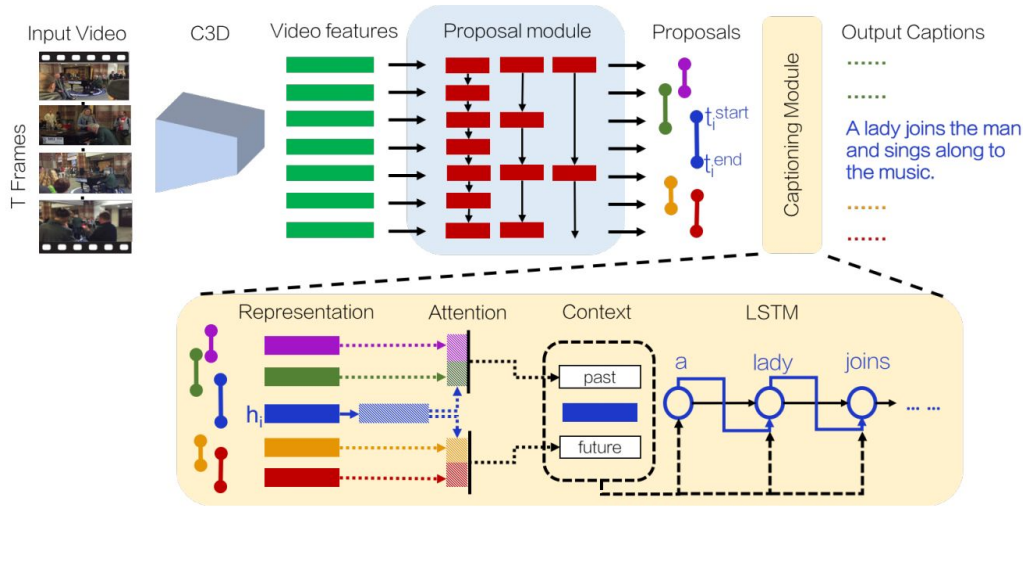 Input Video
C3D
Video features
Proposal module
Proposals
Captioning Module
Output Captions
T Frames
t_i^start
t_i^end
......
......
A lady joins the man
and sings along to
the music.
......
......
Representation
Attention
Context
LSTM
h_i
past
future
a
lady
joins
... ...